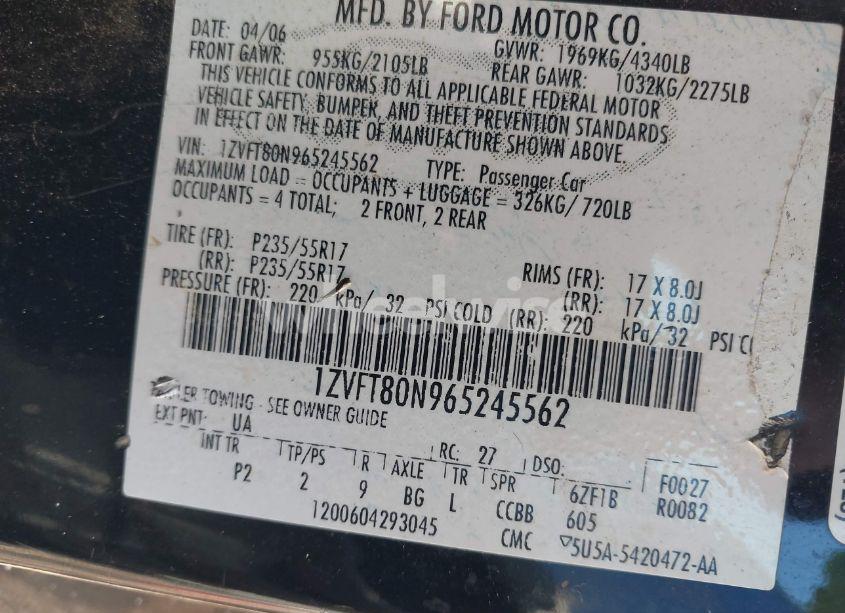 MFD. BY FORD MOTOR CO.
DATE: 04/06 GVWR: 1969KG/4340LB
FRONT GAWR: 955KG/2105LB REAR GAWR: 1032KG/2275LB
THIS VEHICLE CONFORMS TO ALL APPLICABLE FEDERAL MOTOR
VEHICLE SAFETY, BUMPER, AND THEFT PREVENTION STANDARDS
IN EFFECT ON THE DATE OF MANUFACTURE SHOWN ABOVE.
VIN: 1ZVFT80N965245562 TYPE: Passenger Car
MAXIMUM LOAD = OCCUPANTS + LUGGAGE = 326KG/720LB
OCCUPANTS = 4 TOTAL; 2 FRONT, 2 REAR
TIRE (FR): P235/55R17 RIMS (FR): 17 X 8.0J
(RR): P235/55R17 (RR): 17 X 8.0J
PRESSURE (FR): 220 kPa/ 32 PSI COLD (RR): 220 kPa/32 PSI C
wheelwise
1ZVFT80N965245562
TOWING - SEE OWNER GUIDE
EXT PNT: UA RC: 27 DSO:
INT TR TP/PS R AXLE TR SPR 6ZF1B F0027
P2 2 9 BG L CCBB 605 R0082
1200604293045 CMC ▽5U5A-5420472-AA